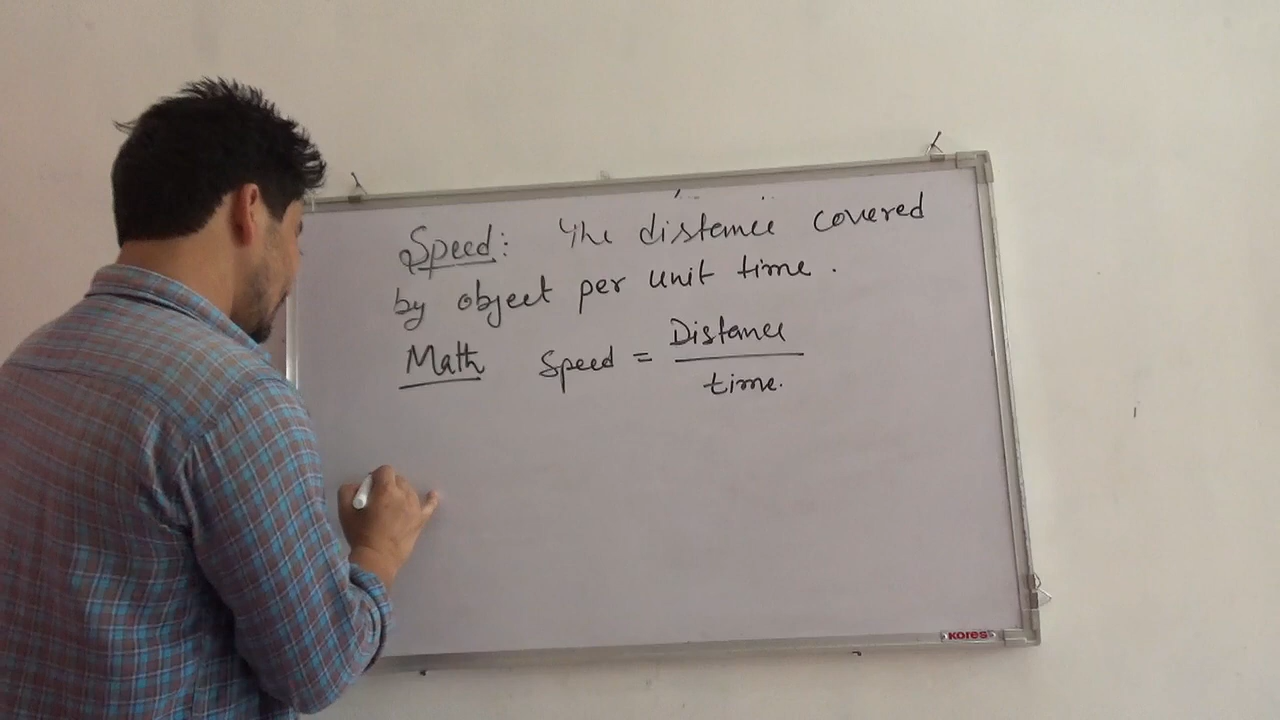 Speed: The distance covered
by object per unit time.
Math Speed = Distance
time.
KORES